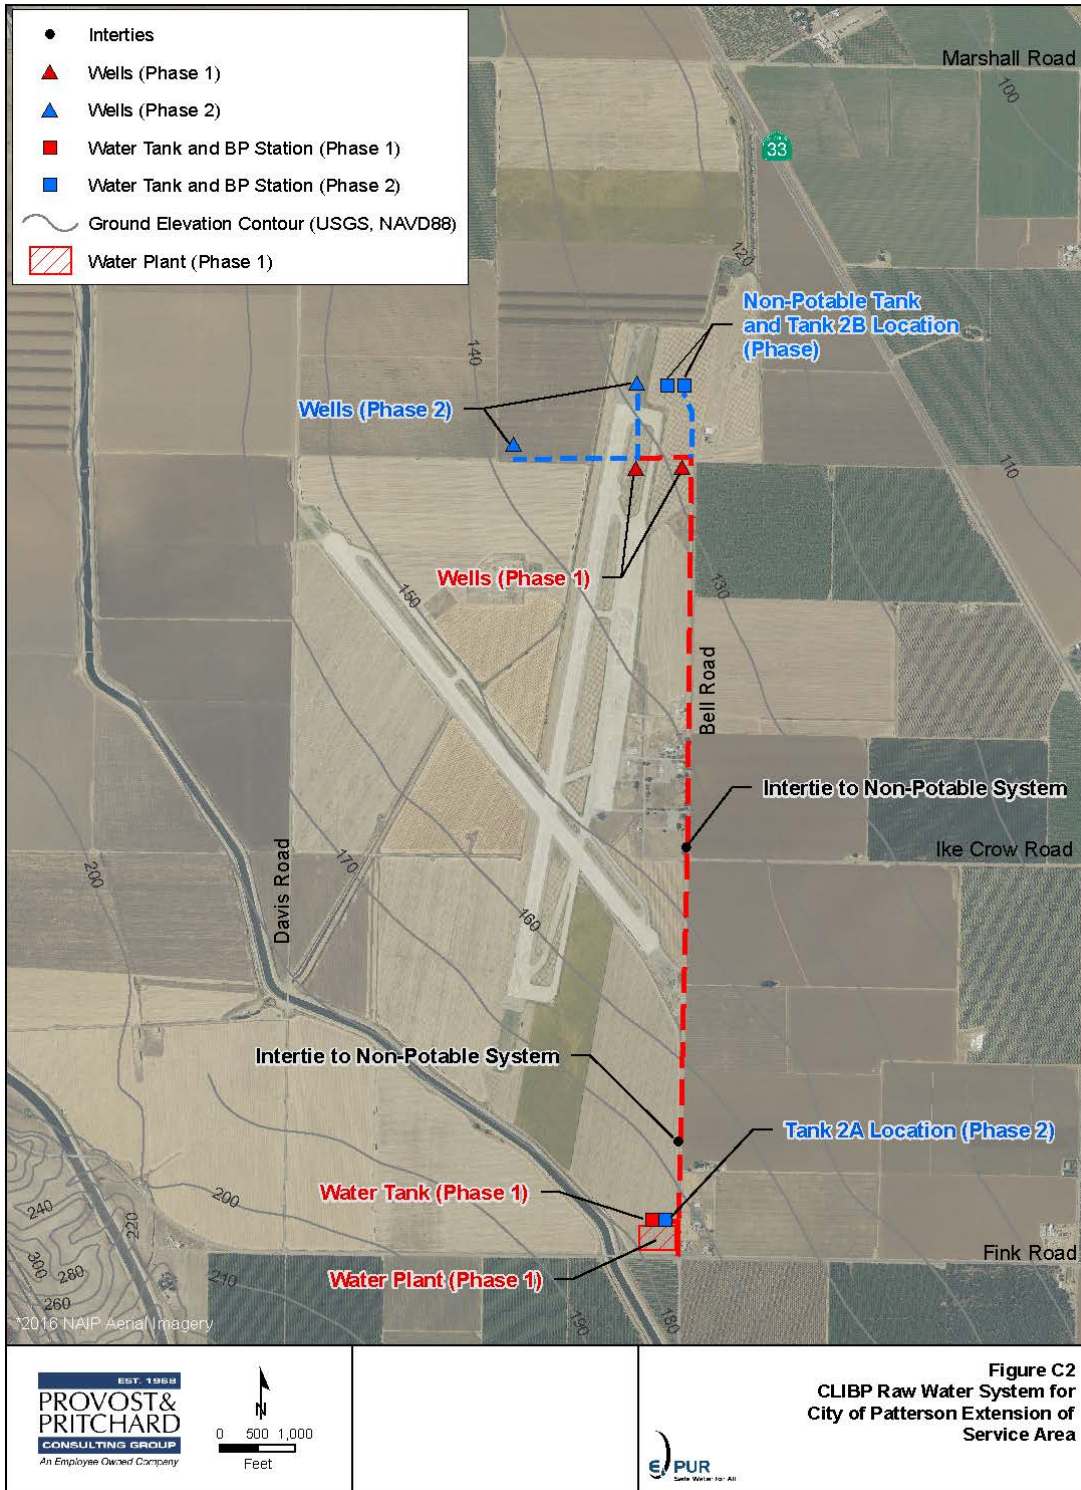 Interties
Wells (Phase 1)
Wells (Phase 2)
Water Tank and BP Station (Phase 1)
Water Tank and BP Station (Phase 2)
Ground Elevation Contour (USGS, NAVD88)
Water Plant (Phase 1)
Marshall Road
100
33
120
Non-Potable Tank
and Tank 2B Location
(Phase)
140
Wells (Phase 2)
110
Wells (Phase 1)
130
150
Bell Road
Intertie to Non-Potable System
Ike Crow Road
200
170
Davis Road
160
Intertie to Non-Potable System
Tank 2A Location (Phase 2)
Water Tank (Phase 1)
200
240
220
Fink Road
300
280
210
Water Plant (Phase 1)
260
190
180
*2016 NAIP Aerial Imagery
EST. 1968
PROVOST&
PRITCHARD
CONSULTING GROUP
An Employee Owned Company
N
0 500 1,000
Feet
PUR
Safe Water for All
Figure C2
CLIBP Raw Water System for
City of Patterson Extension of
Service Area